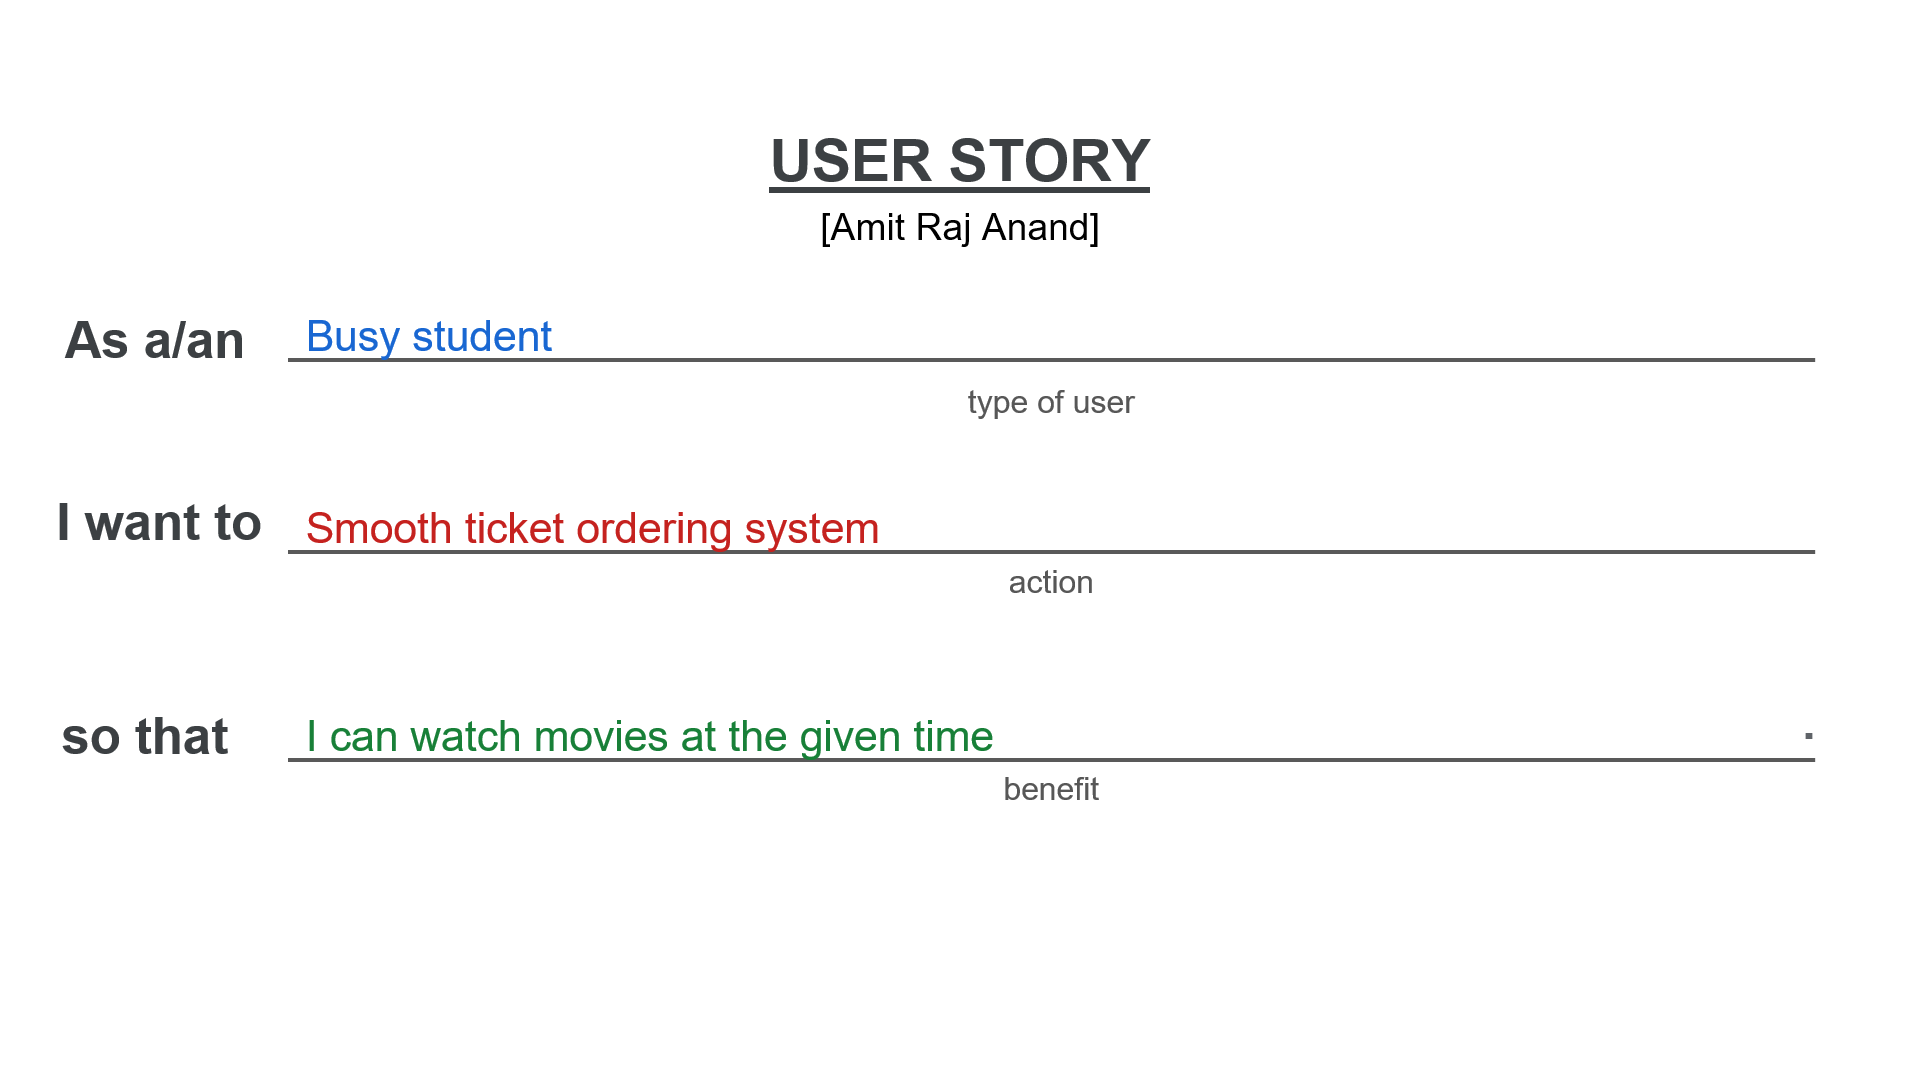 USER STORY
[Amit Raj Anand]
As a/an Busy student
type of user
I want to Smooth ticket ordering system
action
so that I can watch movies at the given time .
benefit